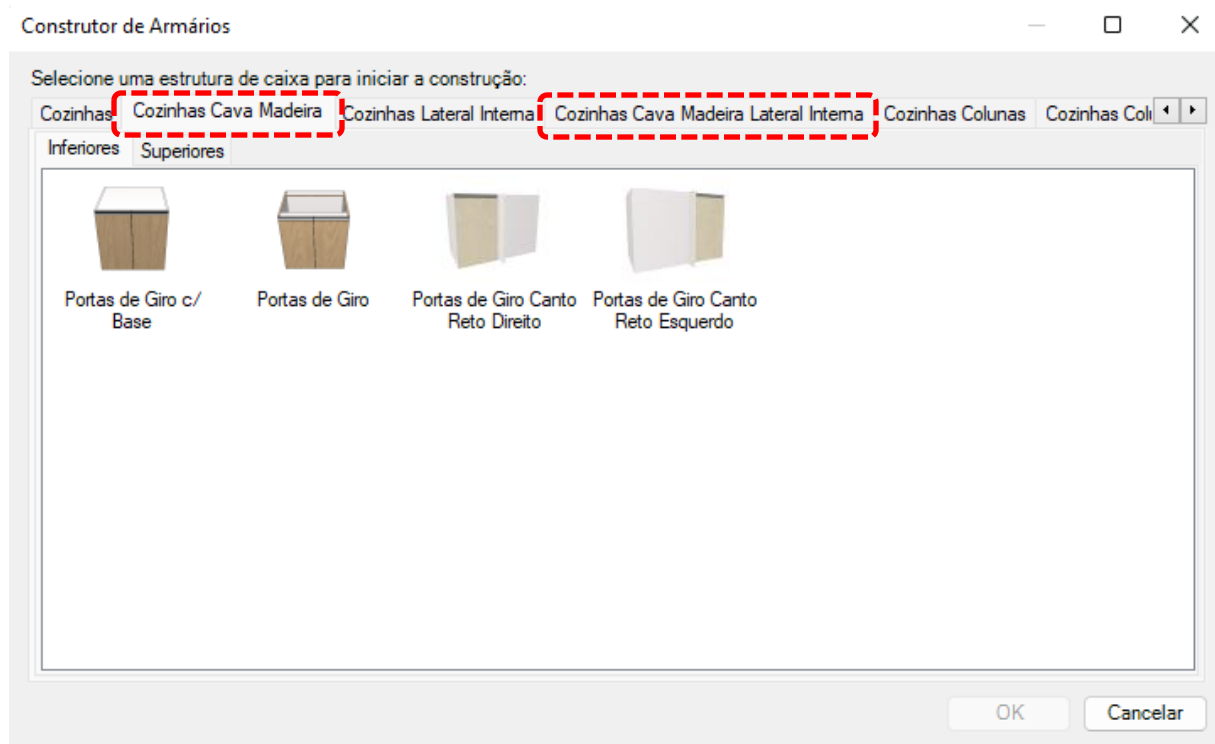 Construtor de Armários
Selecione uma estrutura de caixa para iniciar a construção:
Cozinhas Cozinhas Cava Madeira Cozinhas Lateral Interna Cozinhas Cava Madeira Lateral Interna Cozinhas Colunas Cozinhas Colu
Inferiores Superiores
Portas de Giro c/ Portas de Giro Portas de Giro Canto Portas de Giro Canto
Base Reto Direito Reto Esquerdo
OK Cancelar